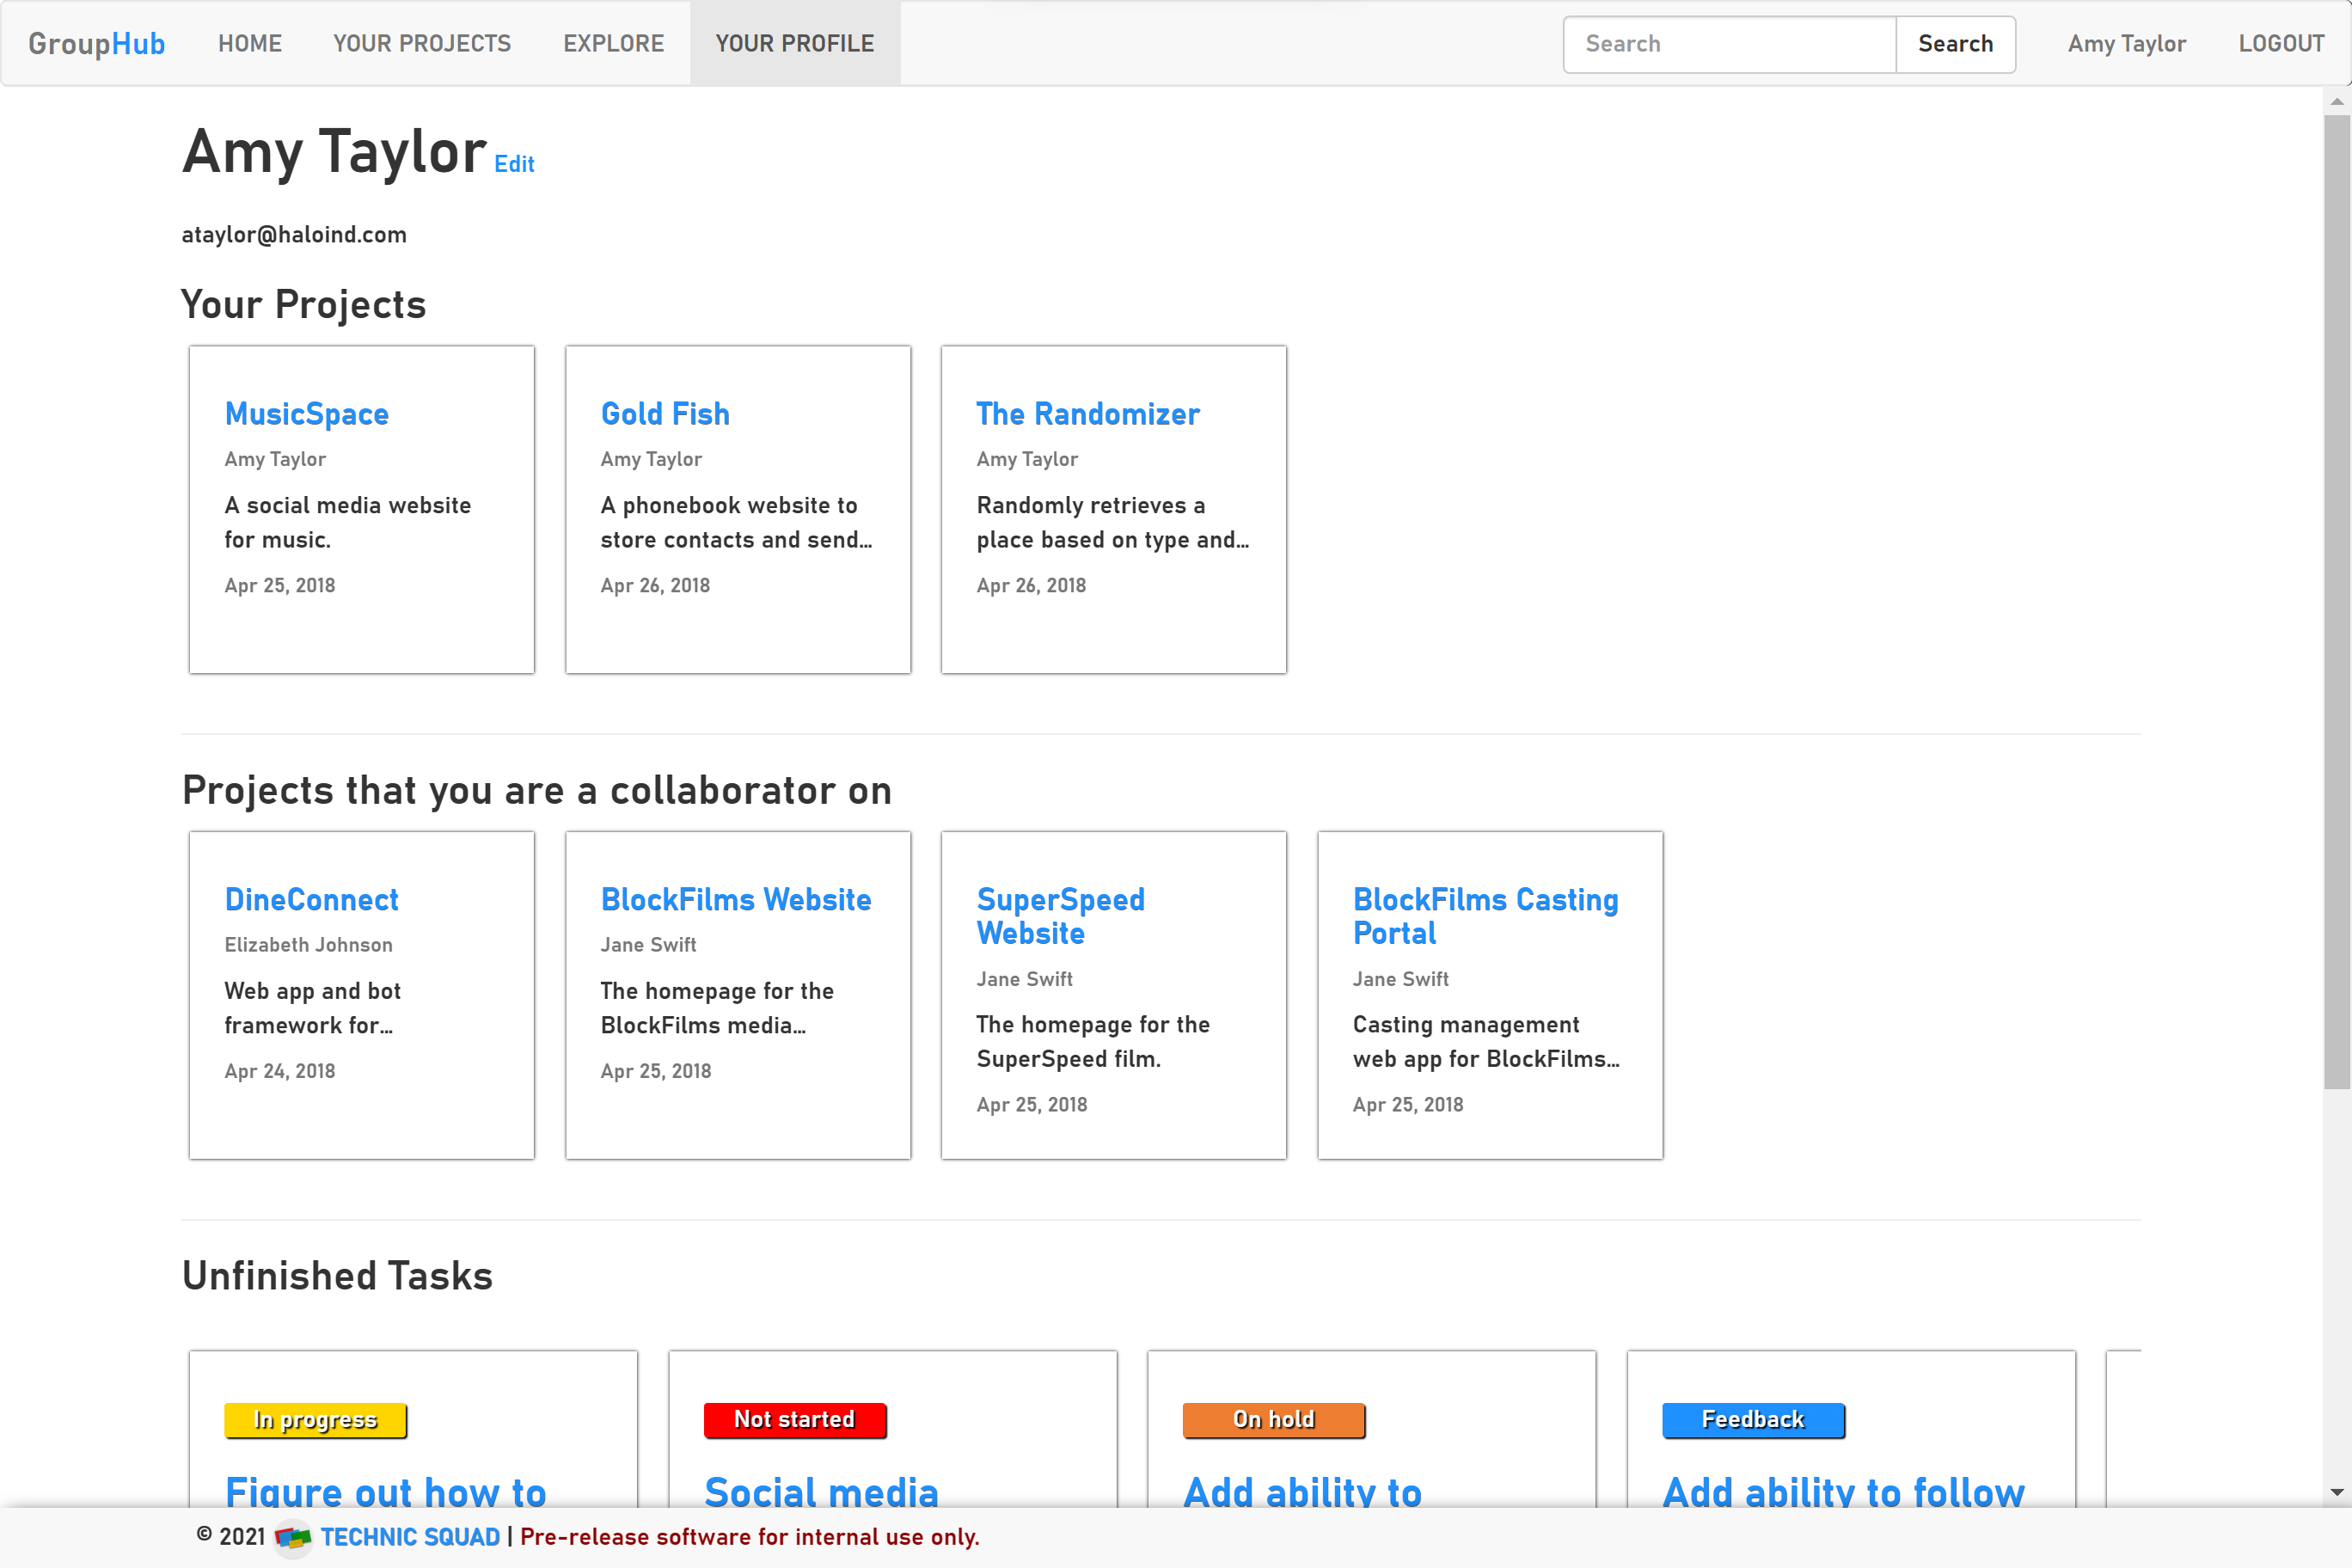 GroupHub HOME YOUR PROJECTS EXPLORE YOUR PROFILE Search Search Amy Taylor LOGOUT
Amy Taylor Edit
ataylor@haloind.com
Your Projects
MusicSpace
Amy Taylor
A social media website
for music.
Apr 25, 2018
Gold Fish
Amy Taylor
A phonebook website to
store contacts and send...
Apr 26, 2018
The Randomizer
Amy Taylor
Randomly retrieves a
place based on type and...
Apr 26, 2018
Projects that you are a collaborator on
DineConnect
Elizabeth Johnson
Web app and bot
framework for...
Apr 24, 2018
BlockFilms Website
Jane Swift
The homepage for the
BlockFilms media...
Apr 25, 2018
SuperSpeed
Website
Jane Swift
The homepage for the
SuperSpeed film.
Apr 25, 2018
BlockFilms Casting
Portal
Jane Swift
Casting management
web app for BlockFilms...
Apr 25, 2018
Unfinished Tasks
In progress
Figure out how to
Not started
Social media
On hold
Add ability to
Feedback
Add ability to follow
© 2021 TECHNIC SQUAD | Pre-release software for internal use only.